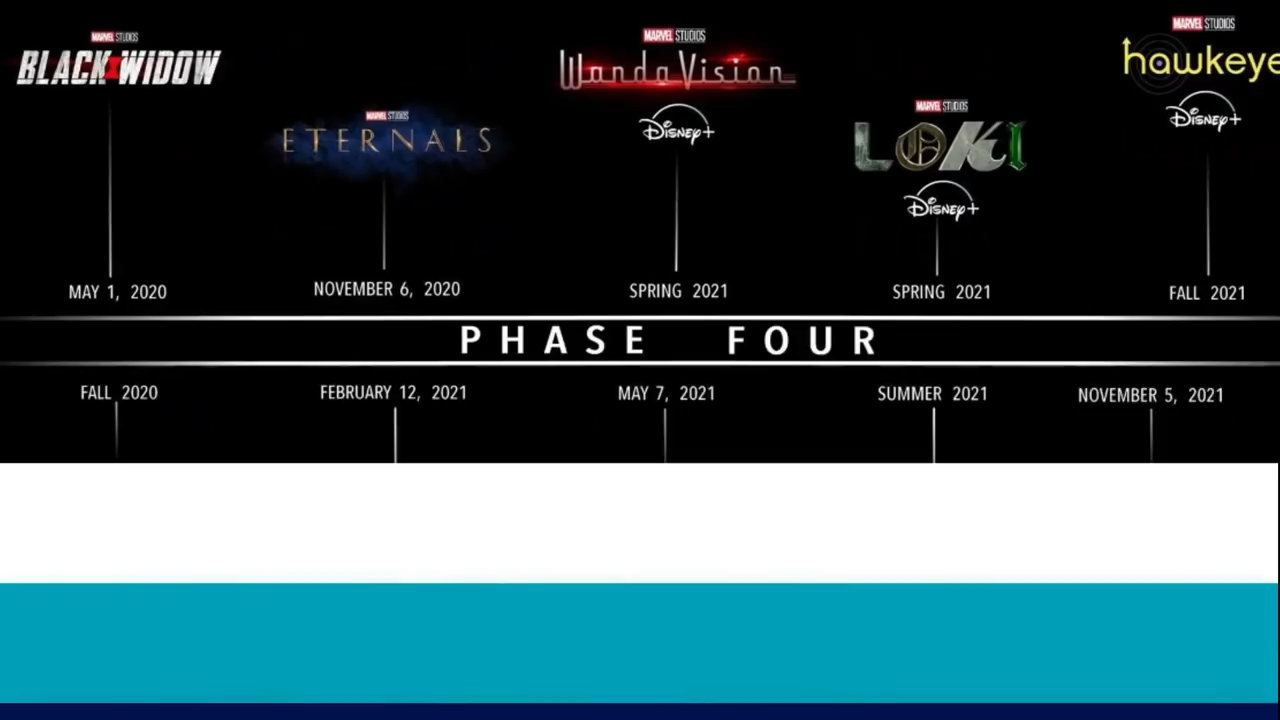 MARVEL STUDIOS
BLACK WIDOW
MAY 1, 2020
MARVEL STUDIOS
ETERNALS
NOVEMBER 6, 2020
MARVEL STUDIOS
WandaVision
Disney+
SPRING 2021
MARVEL STUDIOS
LOKI
Disney+
SPRING 2021
MARVEL STUDIOS
hawkeye
Disney+
FALL 2021
PHASE FOUR
FALL 2020
FEBRUARY 12, 2021
MAY 7, 2021
SUMMER 2021
NOVEMBER 5, 2021